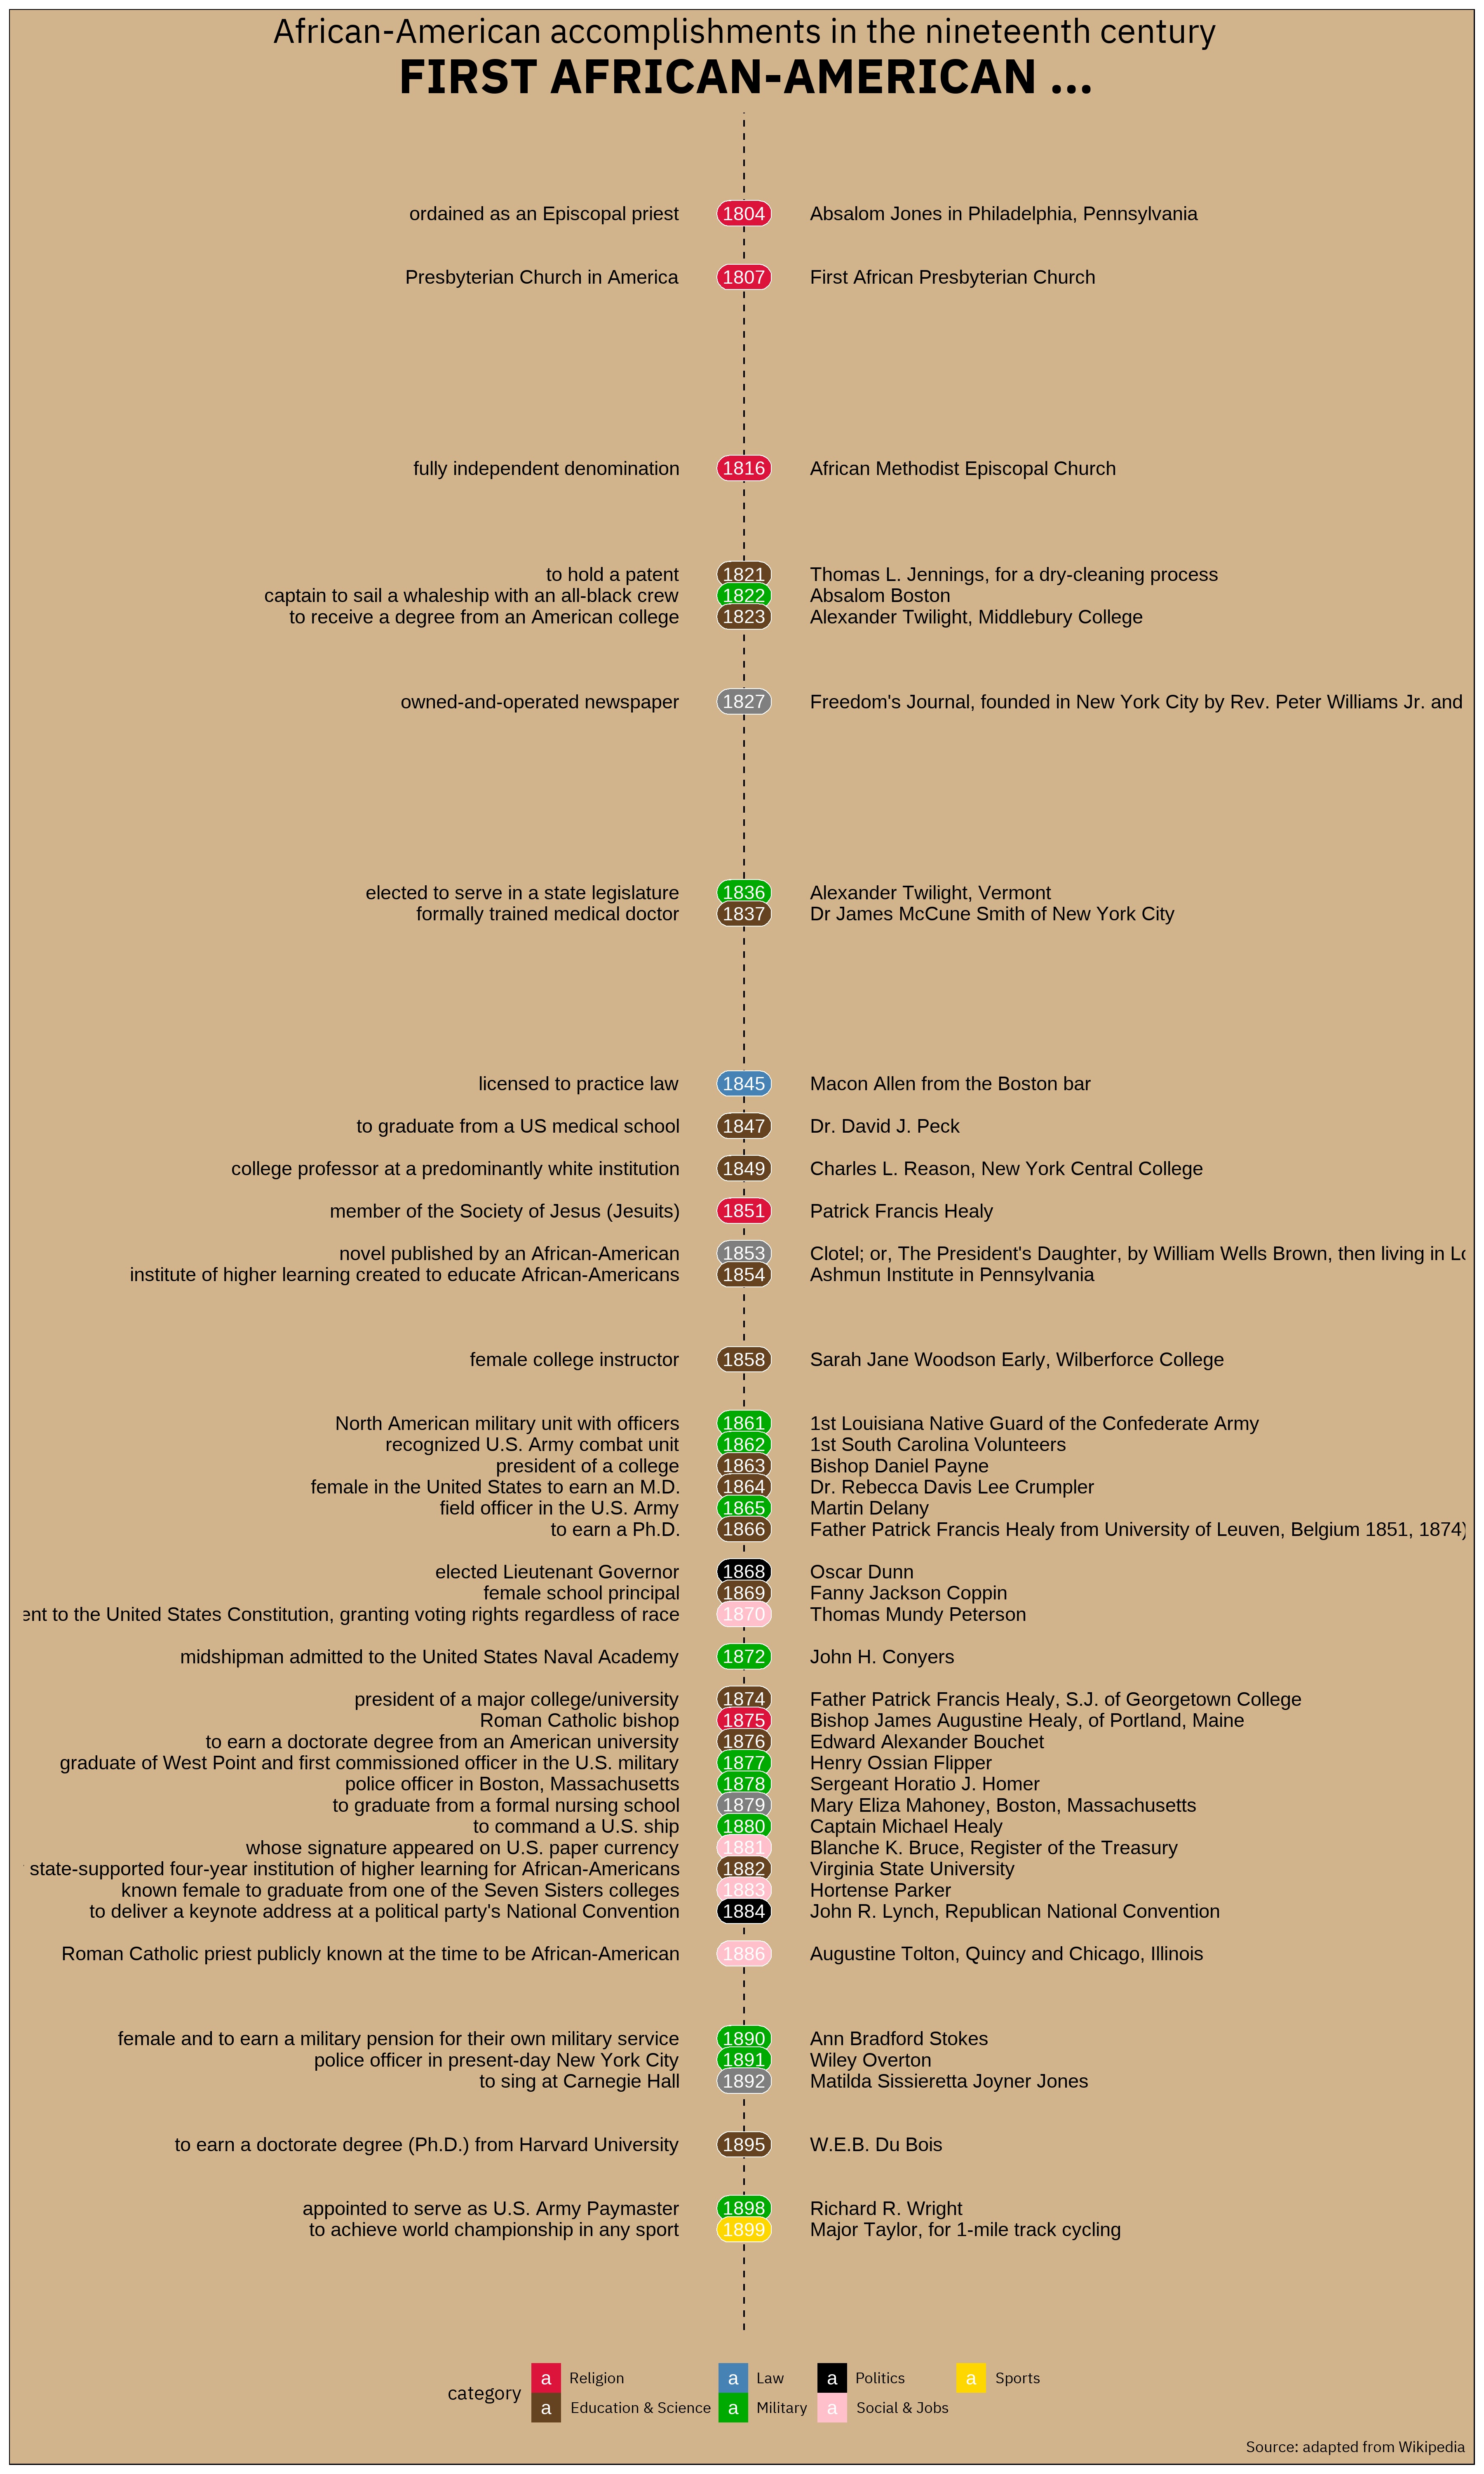 African-American accomplishments in the nineteenth century
FIRST AFRICAN-AMERICAN ...
ordained as an Episcopal priest 1804 Absalom Jones in Philadelphia, Pennsylvania
Presbyterian Church in America 1807 First African Presbyterian Church
fully independent denomination 1816 African Methodist Episcopal Church
to hold a patent 1821 Thomas L. Jennings, for a dry-cleaning process
captain to sail a whaleship with an all-black crew 1822 Absalom Boston
to receive a degree from an American college 1823 Alexander Twilight, Middlebury College
owned-and-operated newspaper 1827 Freedom's Journal, founded in New York City by Rev. Peter Williams Jr. and
elected to serve in a state legislature 1836 Alexander Twilight, Vermont
formally trained medical doctor 1837 Dr James McCune Smith of New York City
licensed to practice law 1845 Macon Allen from the Boston bar
to graduate from a US medical school 1847 Dr. David J. Peck
college professor at a predominantly white institution 1849 Charles L. Reason, New York Central College
member of the Society of Jesus (Jesuits) 1851 Patrick Francis Healy
novel published by an African-American 1853 Clotel; or, The President's Daughter, by William Wells Brown, then living in
institute of higher learning created to educate African-Americans 1854 Ashmun Institute in Pennsylvania
female college instructor 1858 Sarah Jane Woodson Early, Wilberforce College
North American military unit with officers 1861 1st Louisiana Native Guard of the Confederate Army
recognized U.S. Army combat unit 1862 1st South Carolina Volunteers
president of a college 1863 Bishop Daniel Payne
female in the United States to earn an M.D. 1864 Dr. Rebecca Davis Lee Crumpler
field officer in the U.S. Army 1865 Martin Delany
to earn a Ph.D. 1866 Father Patrick Francis Healy from University of Leuven, Belgium 1851, 1874)
elected Lieutenant Governor 1868 Oscar Dunn
female school principal 1869 Fanny Jackson Coppin
to the United States Constitution, granting voting rights regardless of race 1870 Thomas Mundy Peterson
midshipman admitted to the United States Naval Academy 1872 John H. Conyers
president of a major college/university 1874 Father Patrick Francis Healy, S.J. of Georgetown College
Roman Catholic bishop 1875 Bishop James Augustine Healy, of Portland, Maine
to earn a doctorate degree from an American university 1876 Edward Alexander Bouchet
graduate of West Point and first commissioned officer in the U.S. military 1877 Henry Ossian Flipper
police officer in Boston, Massachusetts 1878 Sergeant Horatio J. Homer
to graduate from a formal nursing school 1879 Mary Eliza Mahoney, Boston, Massachusetts
to command a U.S. ship 1880 Captain Michael Healy
whose signature appeared on U.S. paper currency 1881 Blanche K. Bruce, Register of the Treasury
state-supported four-year institution of higher learning for African-Americans 1882 Virginia State University
known female to graduate from one of the Seven Sisters colleges 1883 Hortense Parker
to deliver a keynote address at a political party's National Convention 1884 John R. Lynch, Republican National Convention
Roman Catholic priest publicly known at the time to be African-American 1886 Augustine Tolton, Quincy and Chicago, Illinois
female and to earn a military pension for their own military service 1890 Ann Bradford Stokes
police officer in present-day New York City 1891 Wiley Overton
to sing at Carnegie Hall 1892 Matilda Sissieretta Joyner Jones
to earn a doctorate degree (Ph.D.) from Harvard University 1895 W.E.B. Du Bois
appointed to serve as U.S. Army Paymaster 1898 Richard R. Wright
to achieve world championship in any sport 1899 Major Taylor, for 1-mile track cycling
category
a Religion a Law a Politics a Sports
a Education & Science a Military a Social & Jobs
Source: adapted from Wikipedia